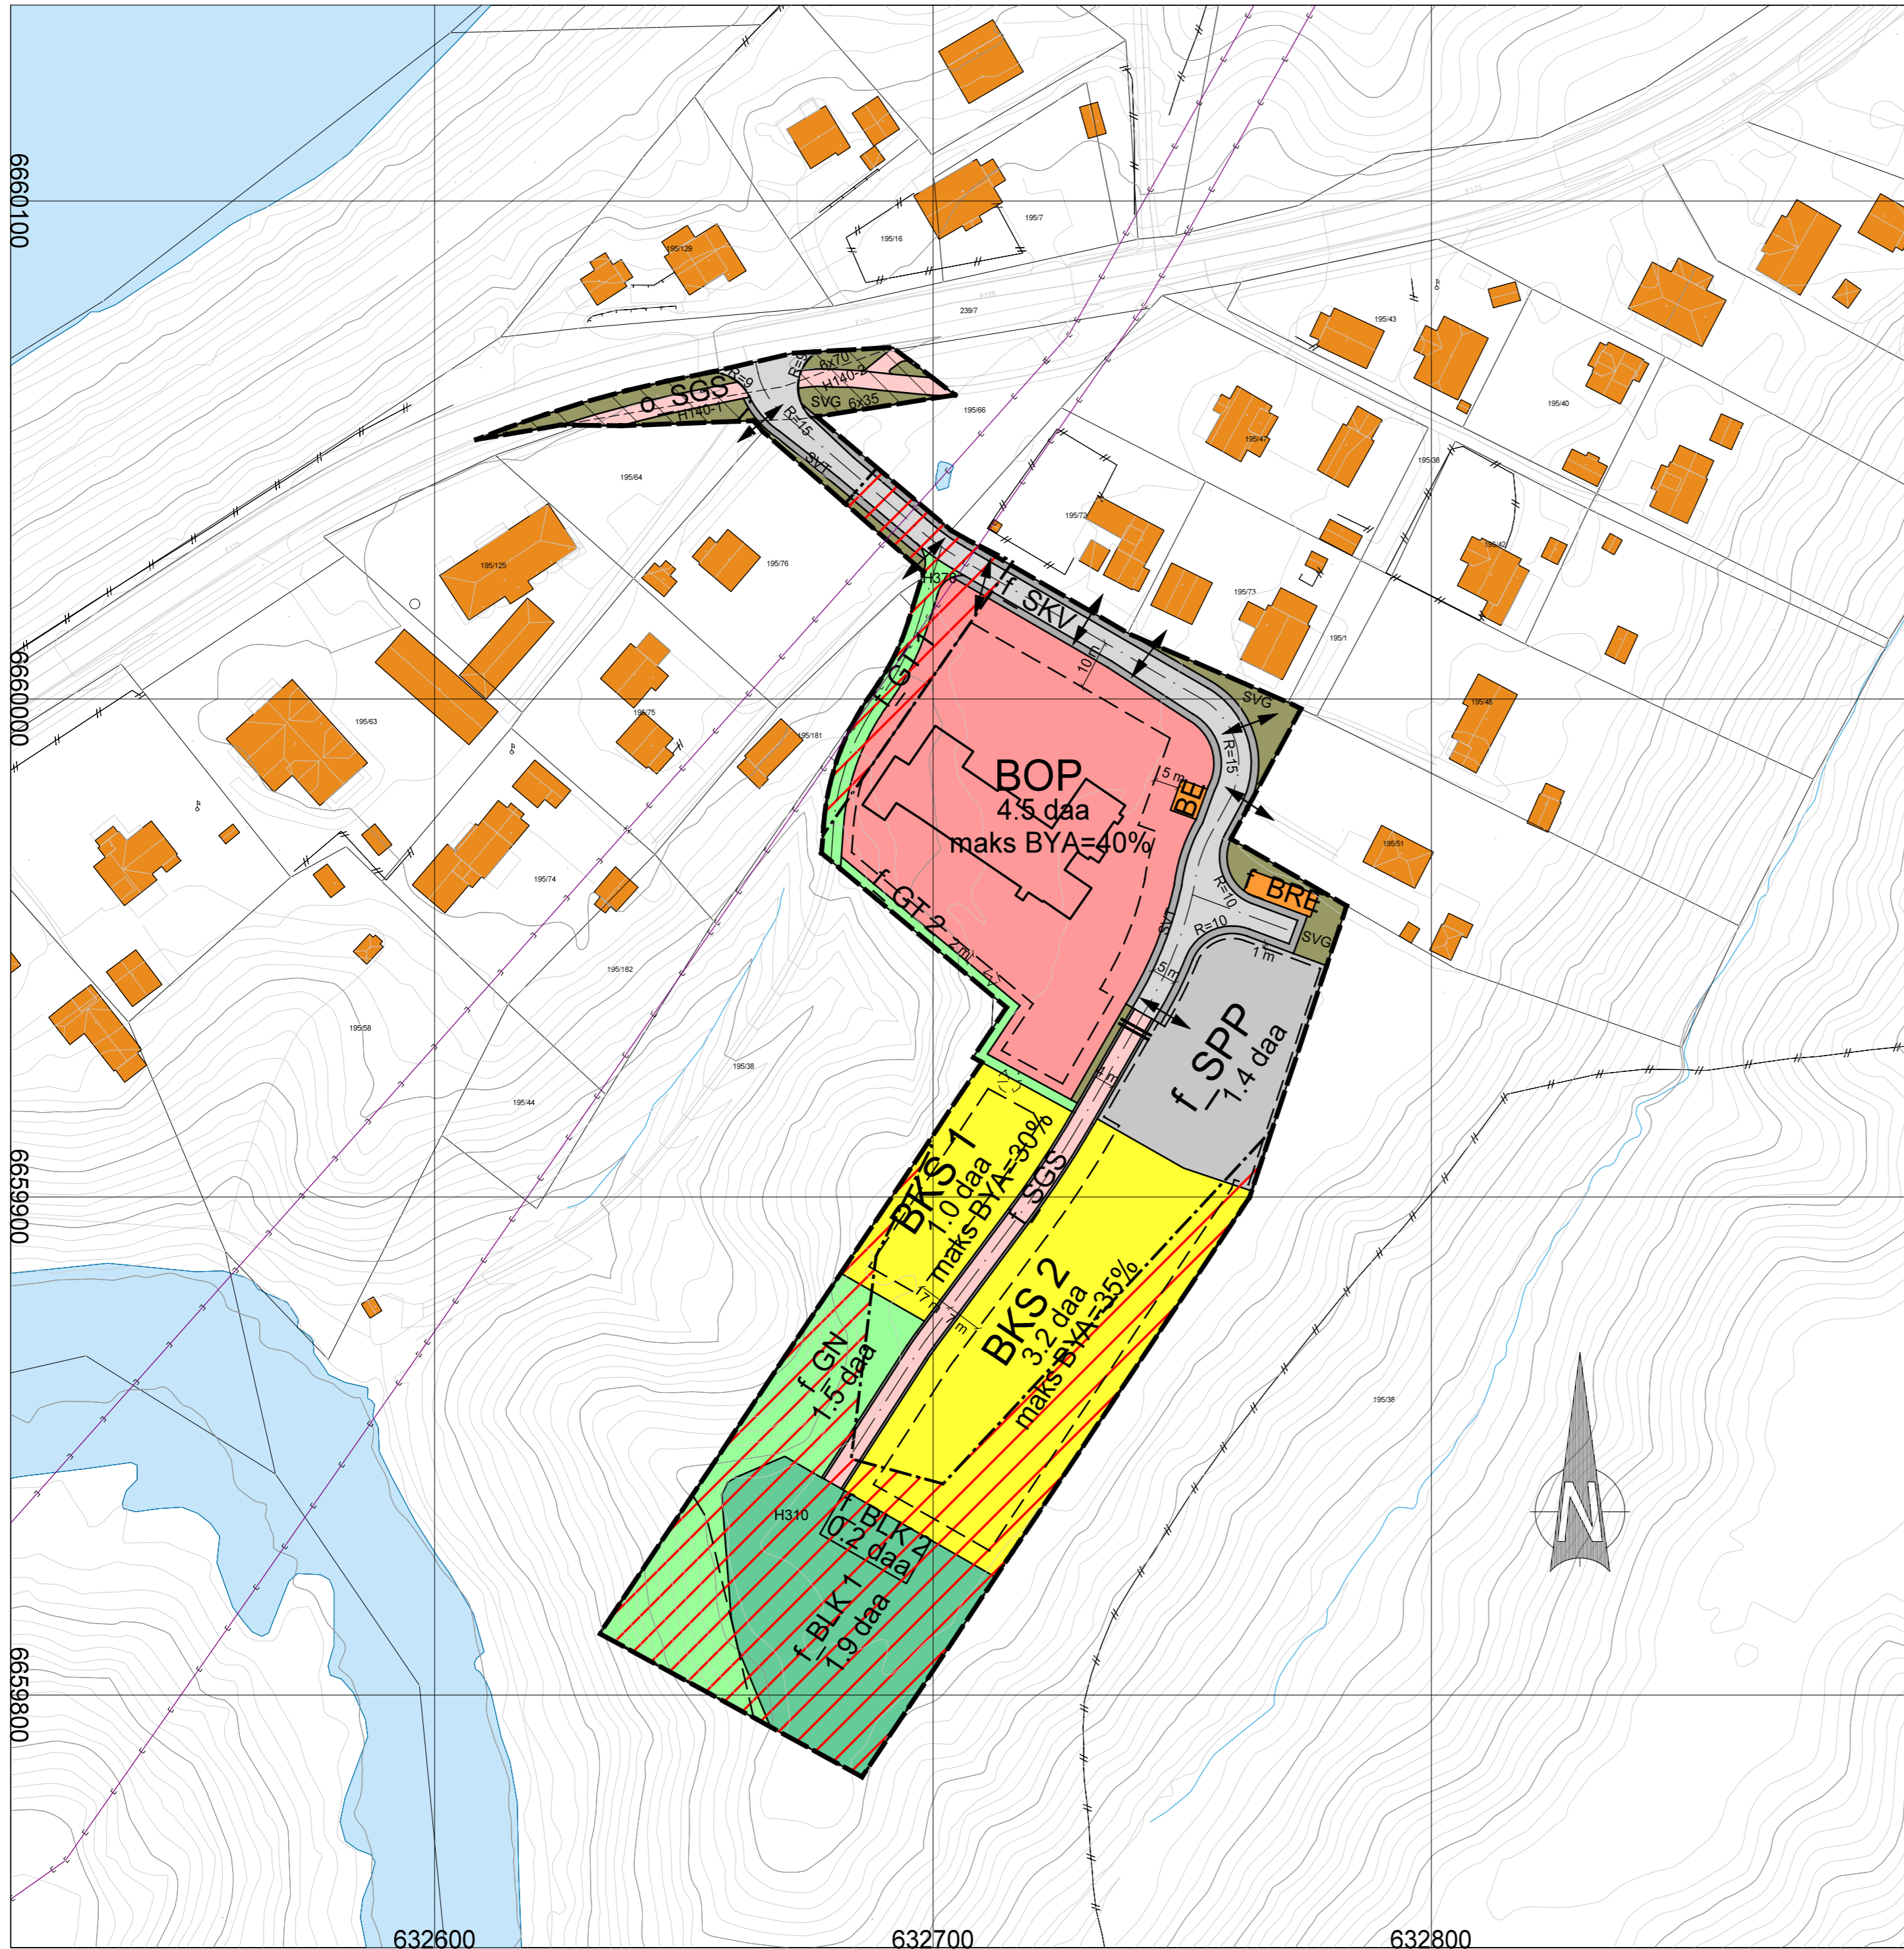 6660100
6660000
6659900
6659800
632600
632700
632800
195/129
195/16
195/7
239/7
195/43
195/40
195/66
195/47
195/38
195/64
195/72
195/42
195/125
195/76
195/73
195/1
195/63
195/75
195/181
195/48
195/51
195/74
195/182
195/58
195/38
195/44
195/38
o_SGS
H140-1
R=9
R=9
6x70
H140-2
SVG
6x35
R=15
SVT
H370
f_SKV
f_GT 1
10 m
SVG
R=15
BOP
4.5 daa
maks BYA=40%
5 m
BE
f_BRE
R=10
R=10
SVG
1 m
SVT
5 m
f_GT 2
2 m
f_SPP
1.4 daa
4 m
BKS 1
1.0 daa
maks BYA=30%
f_SGS
BKS 2
3.2 daa
maks BYA=35%
7 m
7 m
f_GN
1.5 daa
H310
f_BLK 2
0.2 daa
f_BLK 1
1.9 daa
N